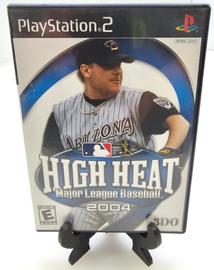 PlayStation 2
ARIZONA
HIGH HEAT
Major League Baseball
2004
E
3DO